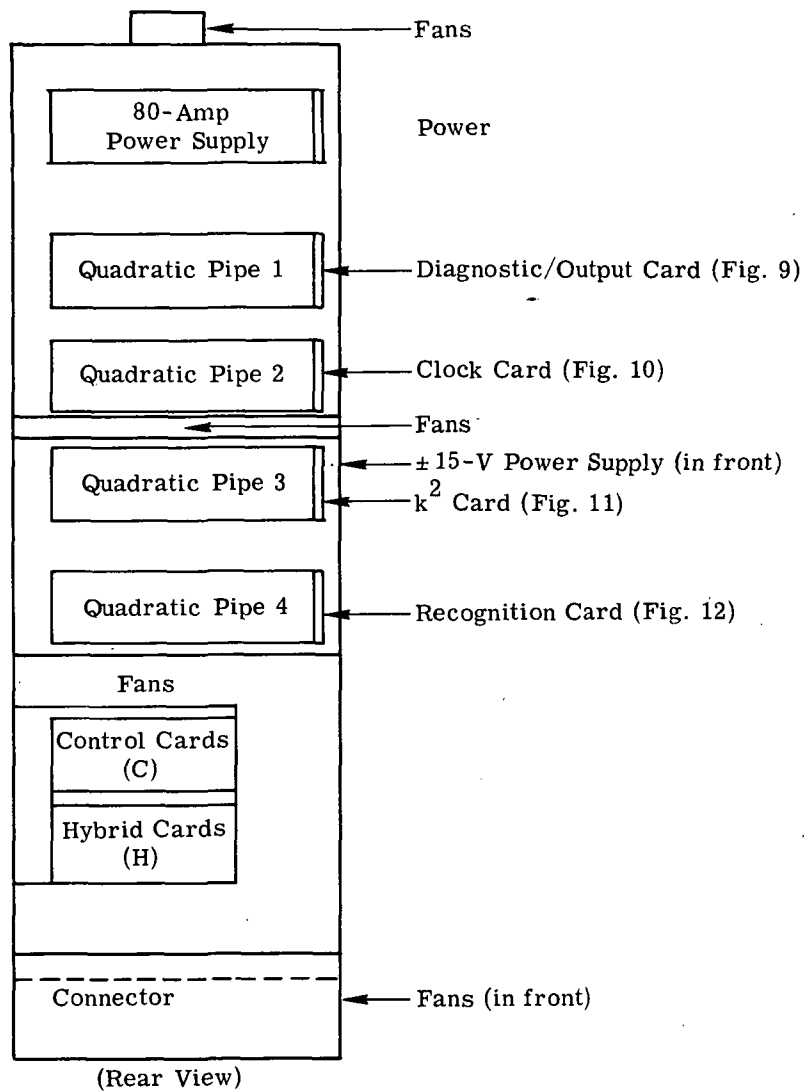 Fans
80-Amp
Power Supply
Power
Quadratic Pipe 1
Diagnostic/Output Card (Fig. 9)
Quadratic Pipe 2
Clock Card (Fig. 10)
Fans
±15-V Power Supply (in front)
Quadratic Pipe 3
k² Card (Fig. 11)
Quadratic Pipe 4
Recognition Card (Fig. 12)
Fans
Control Cards
(C)
Hybrid Cards
(H)
Connector
Fans (in front)
(Rear View)